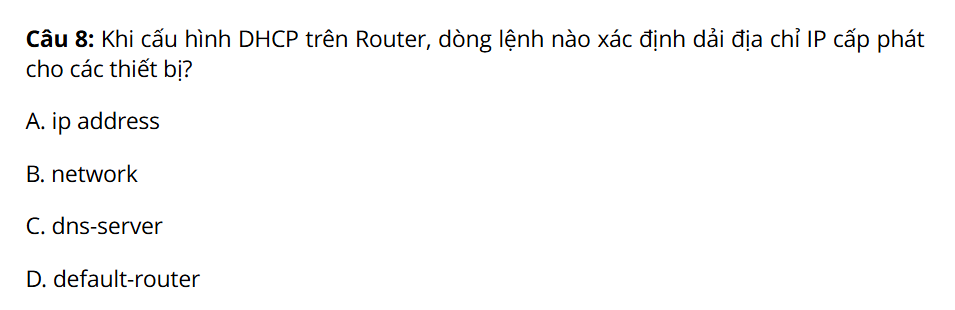 Câu 8: Khi cấu hình DHCP trên Router, dòng lệnh nào xác định dải địa chỉ IP cấp phát
cho các thiết bị?
A. ip address
B. network
C. dns-server
D. default-router